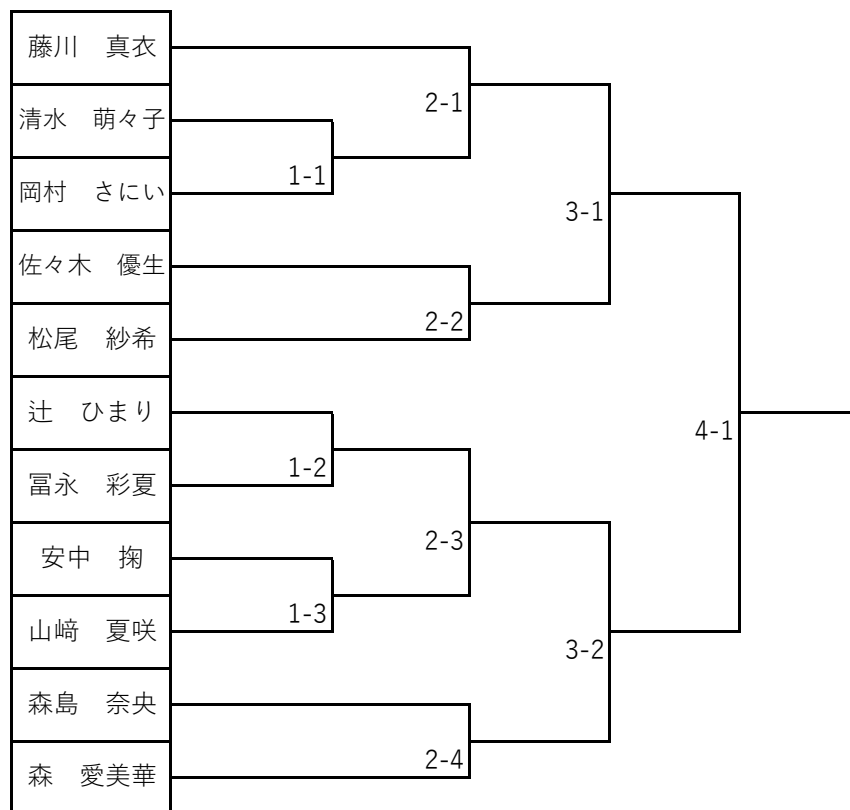 藤川　真衣
清水　萌々子
岡村　さにい
佐々木　優生
松尾　紗希
辻　ひまり
冨永　彩夏
安中　掬
山﨑　夏咲
森島　奈央
森　愛美華
1-1
1-2
1-3
2-1
2-2
2-3
2-4
3-1
3-2
4-1